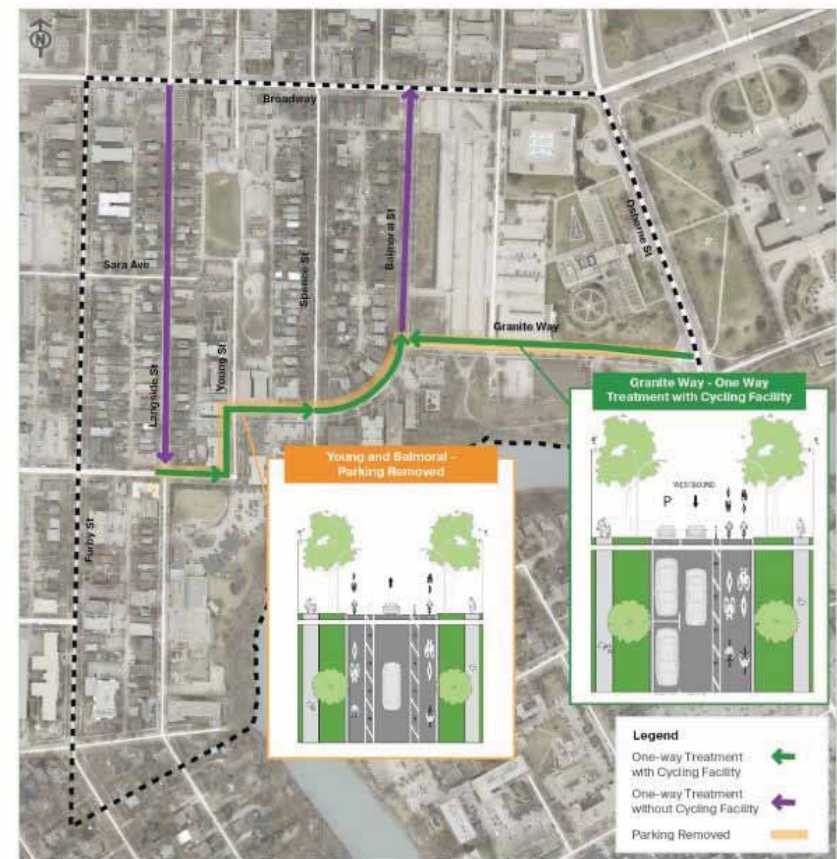 N
Broadway
Osborne St
Balmoral St
Spence St
Sara Ave
Granite Way
Young St
Langside St
Furby St
Granite Way - One Way
Treatment with Cycling Facility
WESTBOUND
P
Young and Balmoral -
Parking Removed
Legend
One-way Treatment
with Cycling Facility
One-way Treatment
without Cycling Facility
Parking Removed